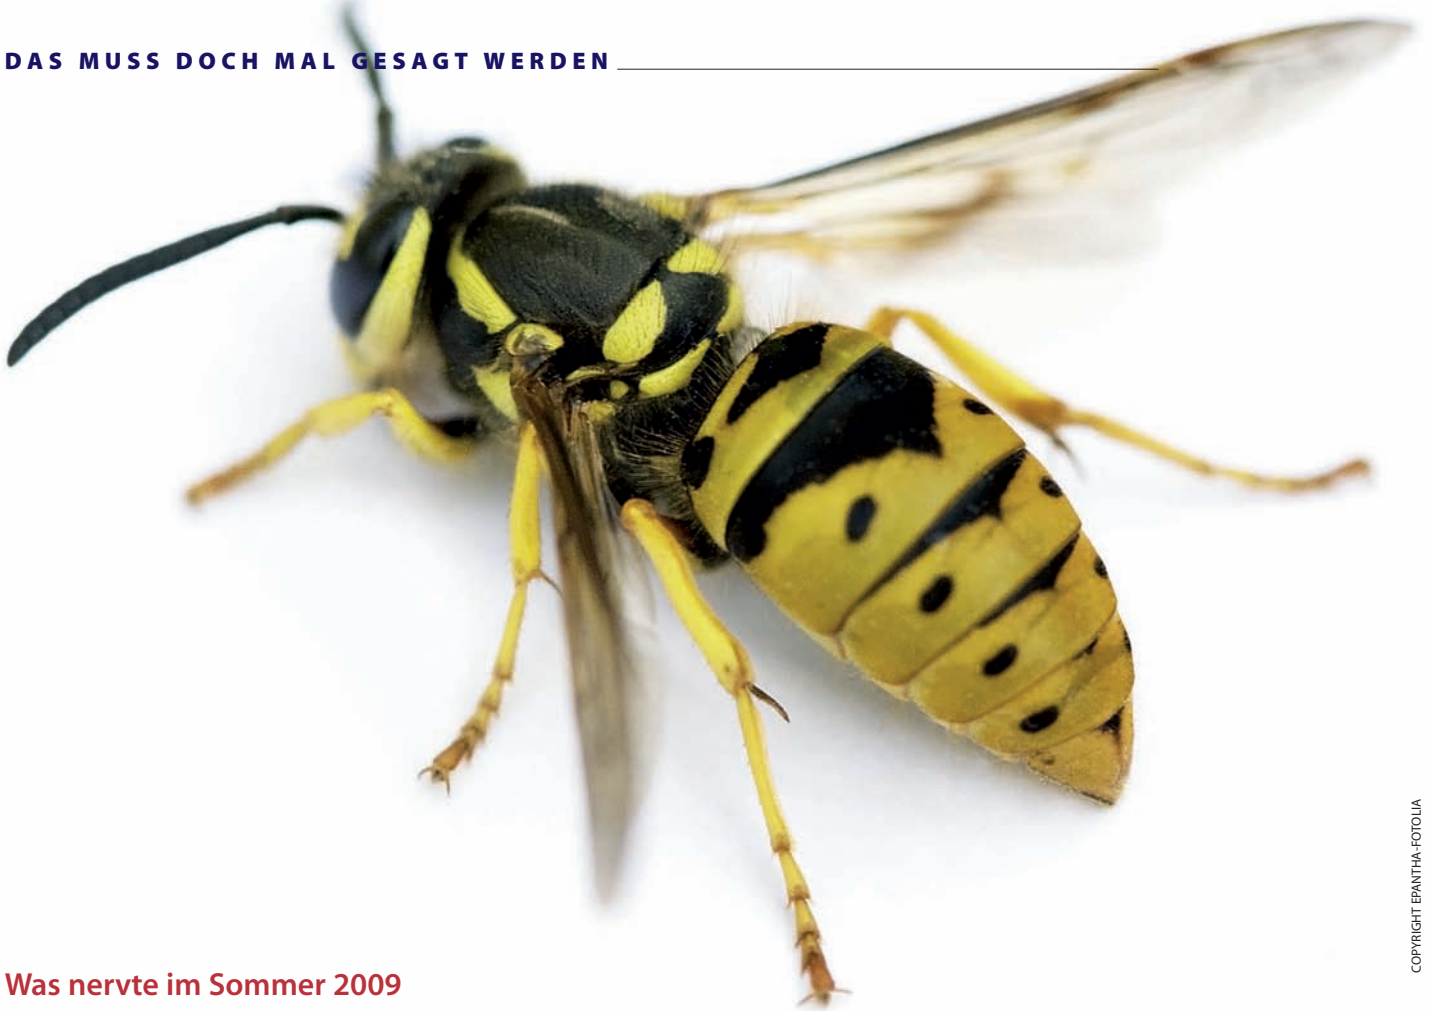 DAS MUSS DOCH MAL GESAGT WERDEN
COPYRIGHT EPANTHA-FOTOLIA
Was nervte im Sommer 2009